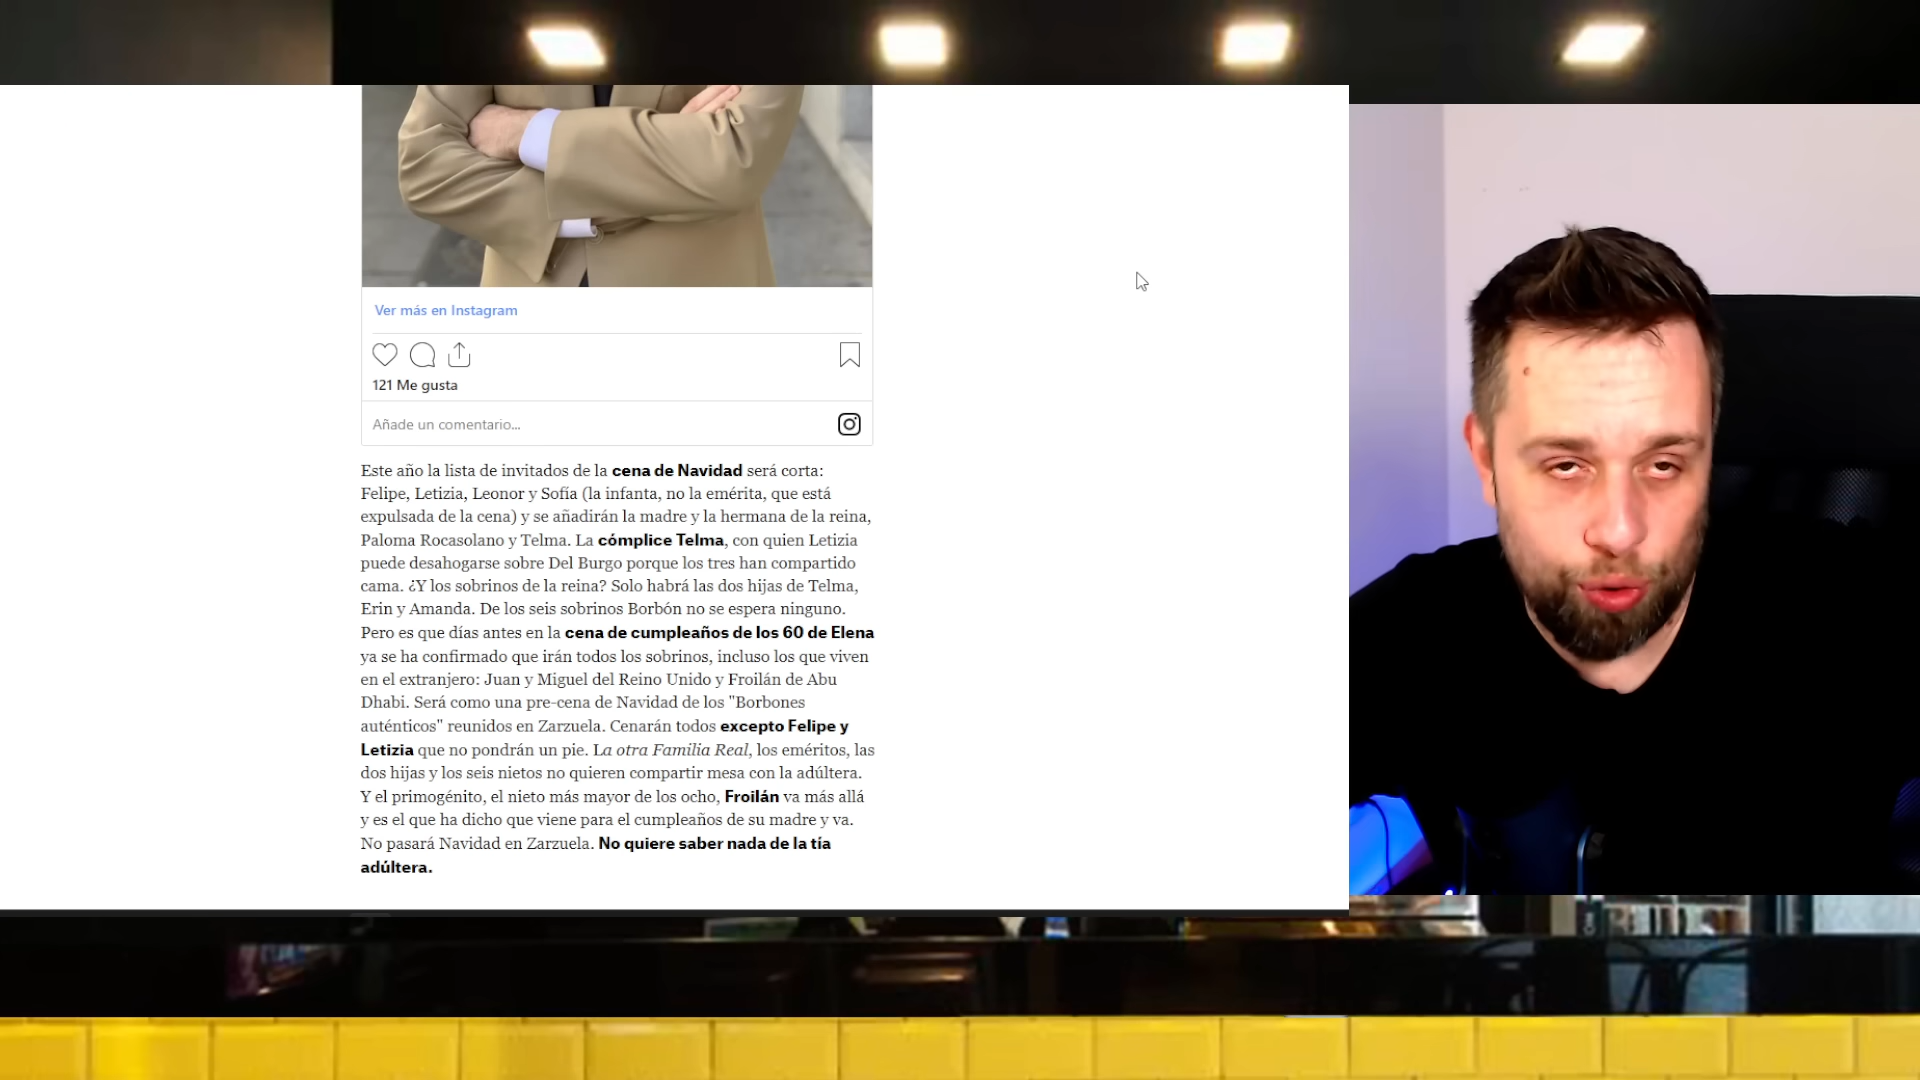 Ver más en Instagram
121 Me gusta
Añade un comentario...
Este año la lista de invitados de la cena de Navidad será corta:
Felipe, Letizia, Leonor y Sofía (la infanta, no la emérita, que está
expulsada de la cena) y se añadirán la madre y la hermana de la reina,
Paloma Rocasolano y Telma. La cómplice Telma, con quien Letizia
puede desahogarse sobre Del Burgo porque los tres han compartido
cama. ¿Y los sobrinos de la reina? Solo habrá las dos hijas de Telma,
Erin y Amanda. De los seis sobrinos Borbón no se espera ninguno.
Pero es que días antes en la cena de cumpleaños de los 60 de Elena
ya se ha confirmado que irán todos los sobrinos, incluso los que viven
en el extranjero: Juan y Miguel del Reino Unido y Froilán de Abu
Dhabi. Será como una pre-cena de Navidad de los "Borbones
auténticos" reunidos en Zarzuela. Cenarán todos excepto Felipe y
Letizia que no pondrán un pie. La otra Familia Real, los eméritos, las
dos hijas y los seis nietos no quieren compartir mesa con la adúltera.
Y el primogénito, el nieto más mayor de los ocho, Froilán va más allá
y es el que ha dicho que viene para el cumpleaños de su madre y va.
No pasará Navidad en Zarzuela. No quiere saber nada de la tía
adúltera.